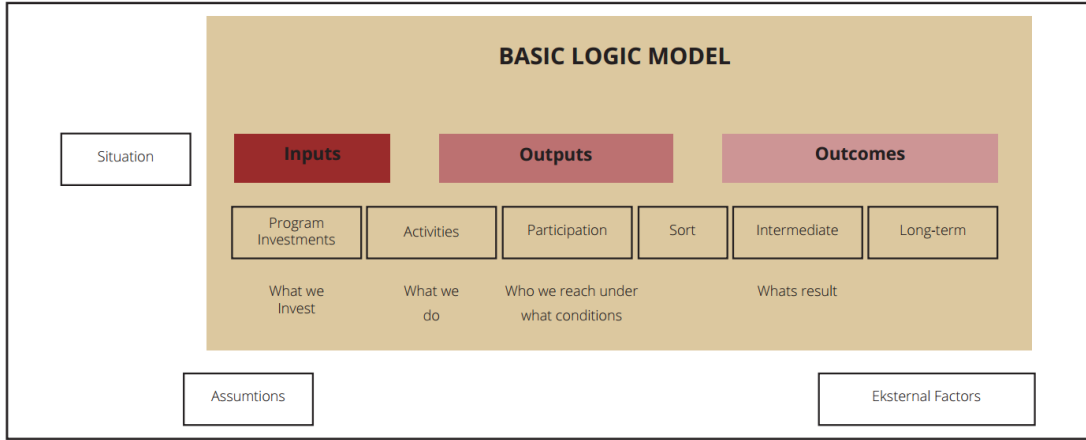 BASIC LOGIC MODEL
Situation
Inputs
Outputs
Outcomes
Program
Investments
Activities
Participation
Sort
Intermediate
Long-term
What we
Invest
What we
do
Who we reach under
what conditions
Whats result
Assumtions
Eksternal Factors